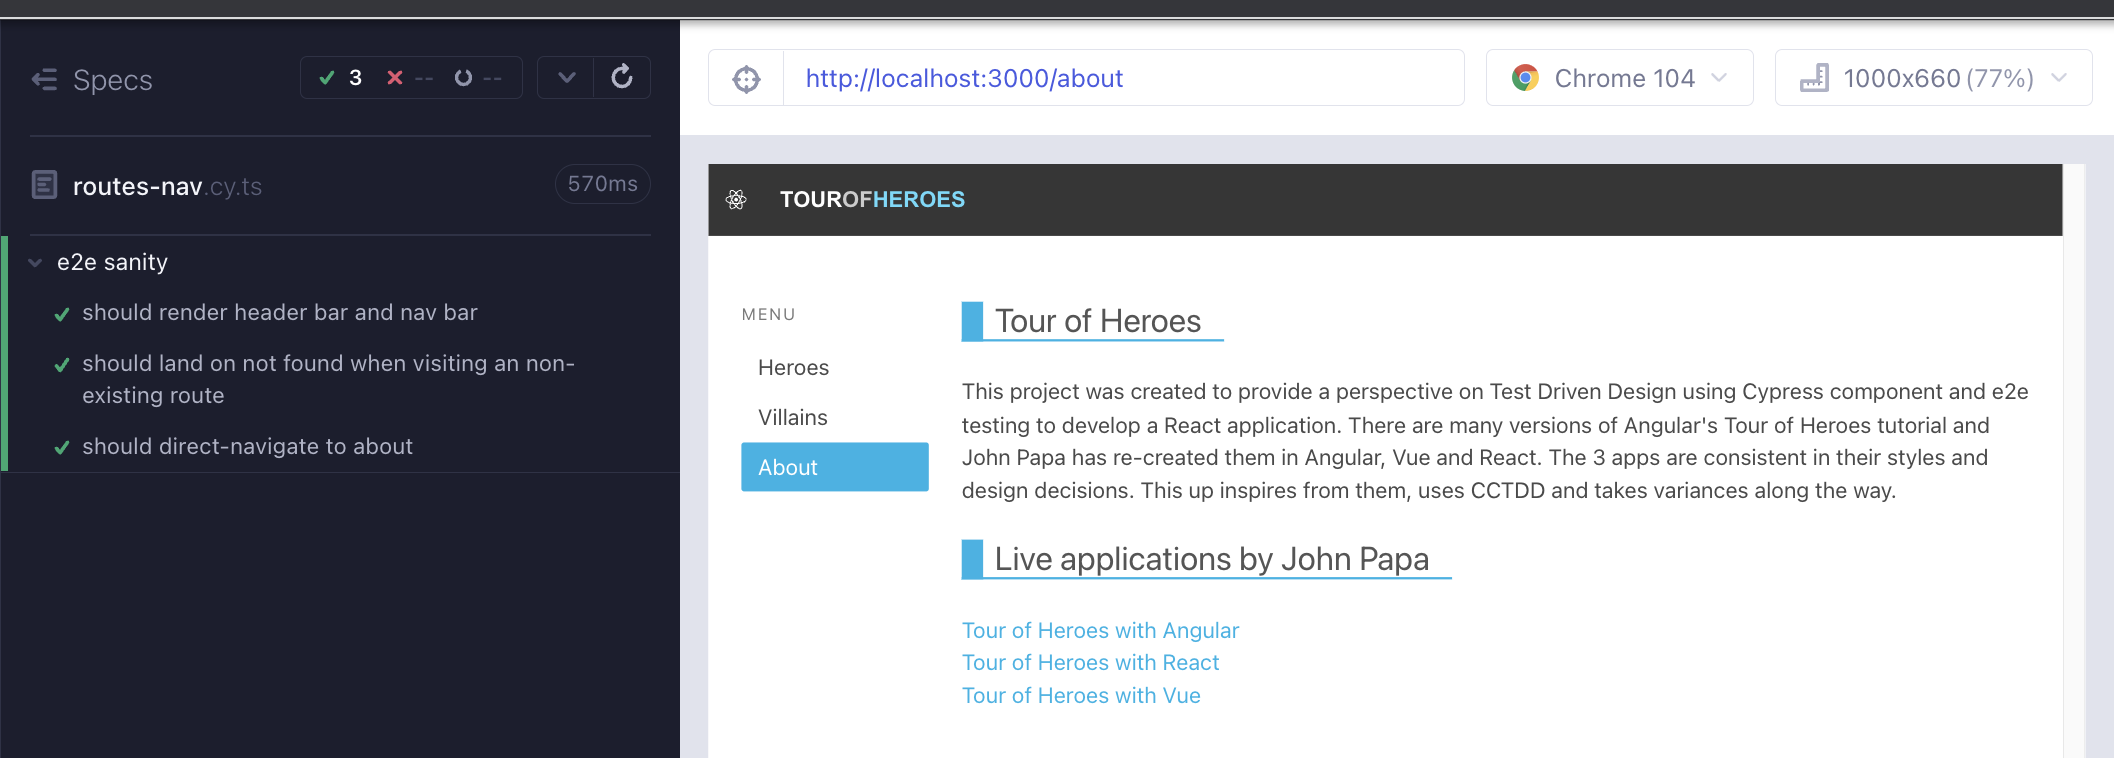 Specs
3 -- --
routes-nav.cy.ts
570ms
e2e sanity
should render header bar and nav bar
should land on not found when visiting an non-
existing route
should direct-navigate to about
http://localhost:3000/about
Chrome 104
1000x660 (77%)
TOUROFHEROES
MENU
Heroes
Villains
About
Tour of Heroes
This project was created to provide a perspective on Test Driven Design using Cypress component and e2e
testing to develop a React application. There are many versions of Angular's Tour of Heroes tutorial and
John Papa has re-created them in Angular, Vue and React. The 3 apps are consistent in their styles and
design decisions. This up inspires from them, uses CCTDD and takes variances along the way.
Live applications by John Papa
Tour of Heroes with Angular
Tour of Heroes with React
Tour of Heroes with Vue